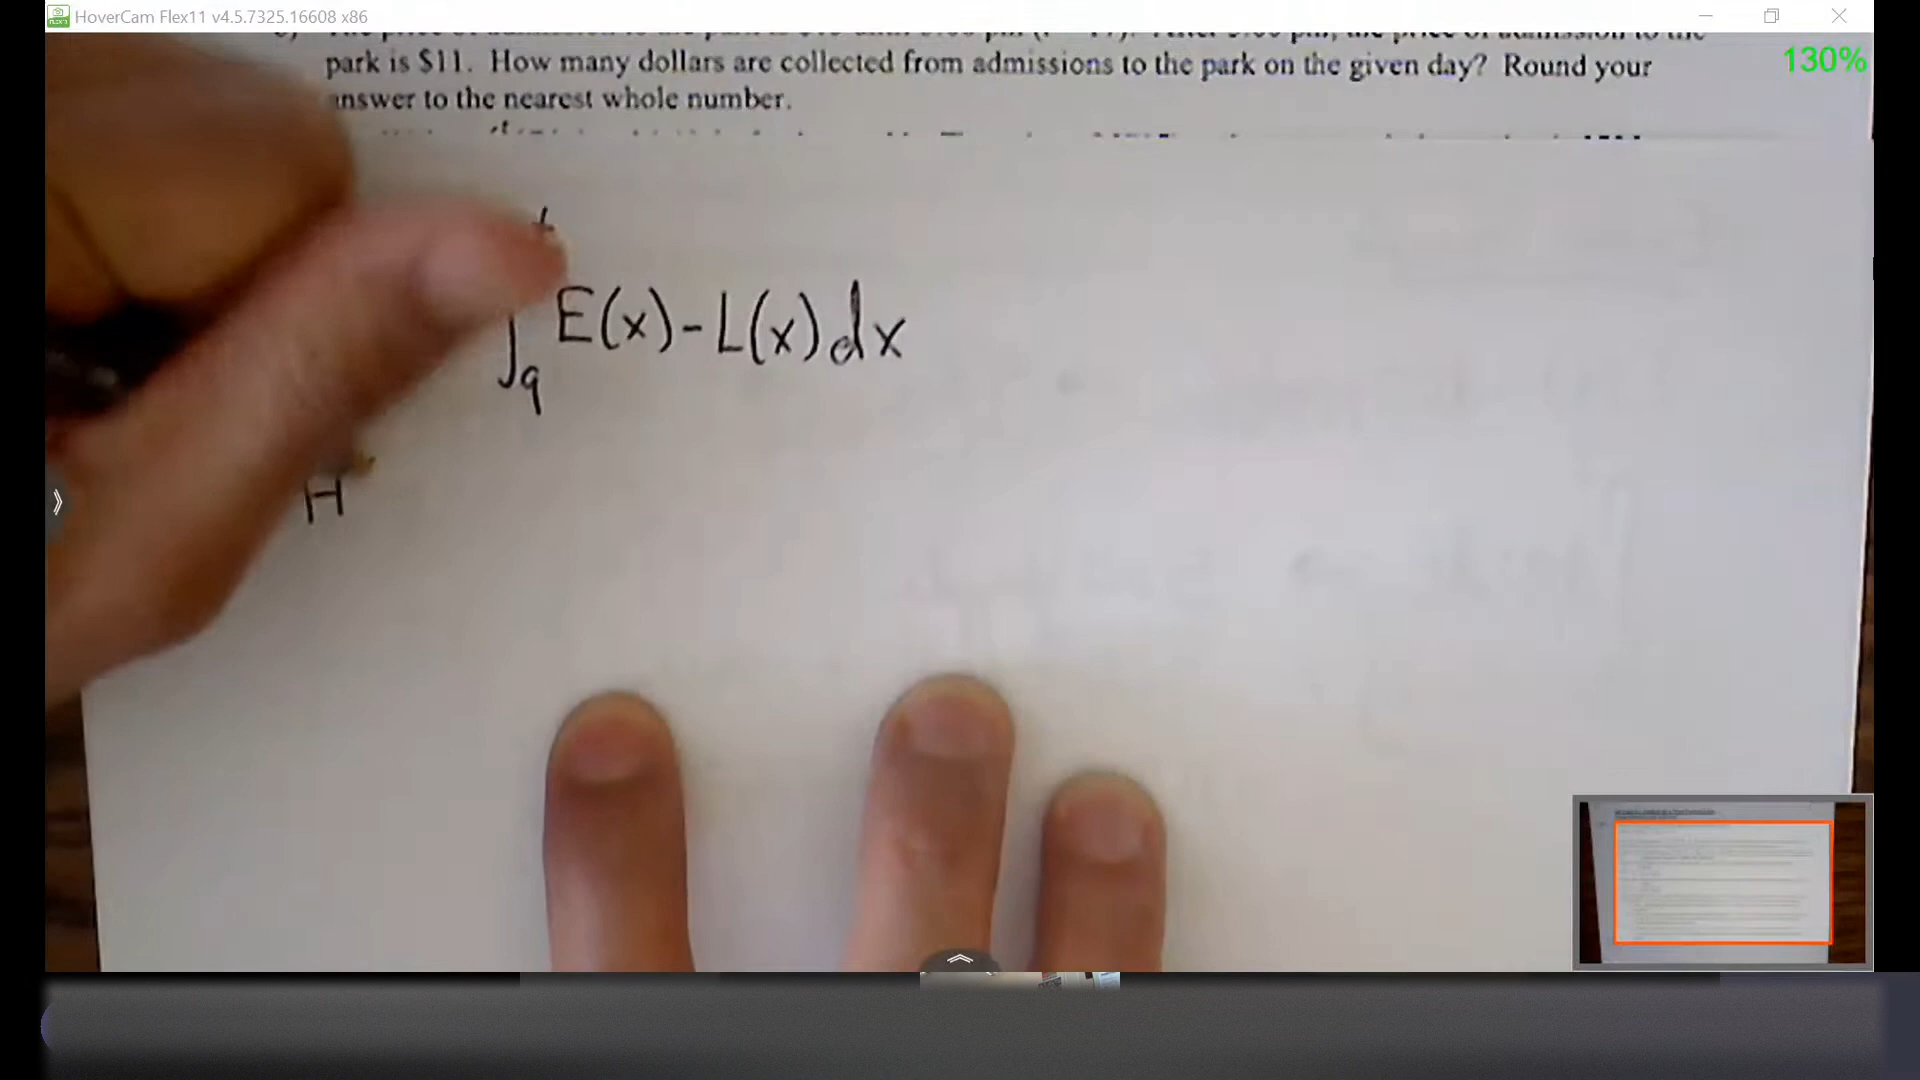 HoverCam Flex11 v4.5.7325.16608 x86
130%
park is $11. How many dollars are collected from admissions to the park on the given day? Round your
answer to the nearest whole number.
t
∫9 E(x)-L(x)dx
H